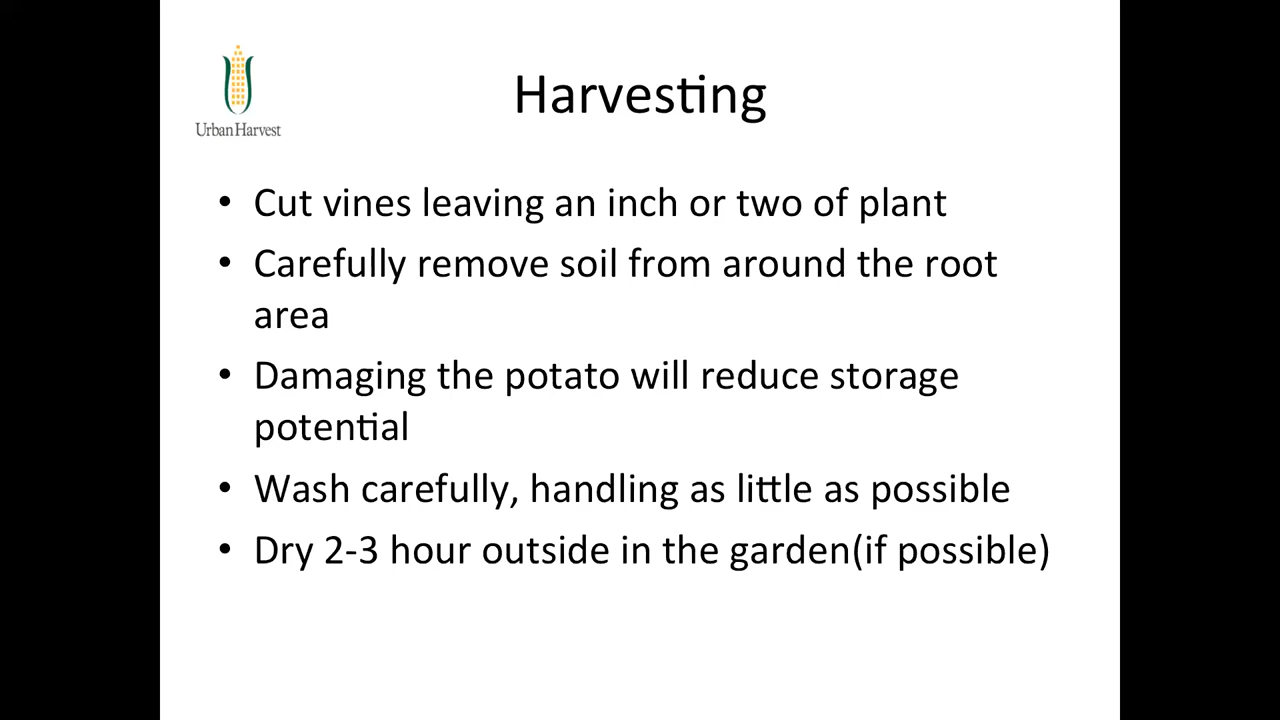 Urban Harvest
Harvesting
• Cut vines leaving an inch or two of plant
• Carefully remove soil from around the root
area
• Damaging the potato will reduce storage
potential
• Wash carefully, handling as little as possible
• Dry 2-3 hour outside in the garden(if possible)